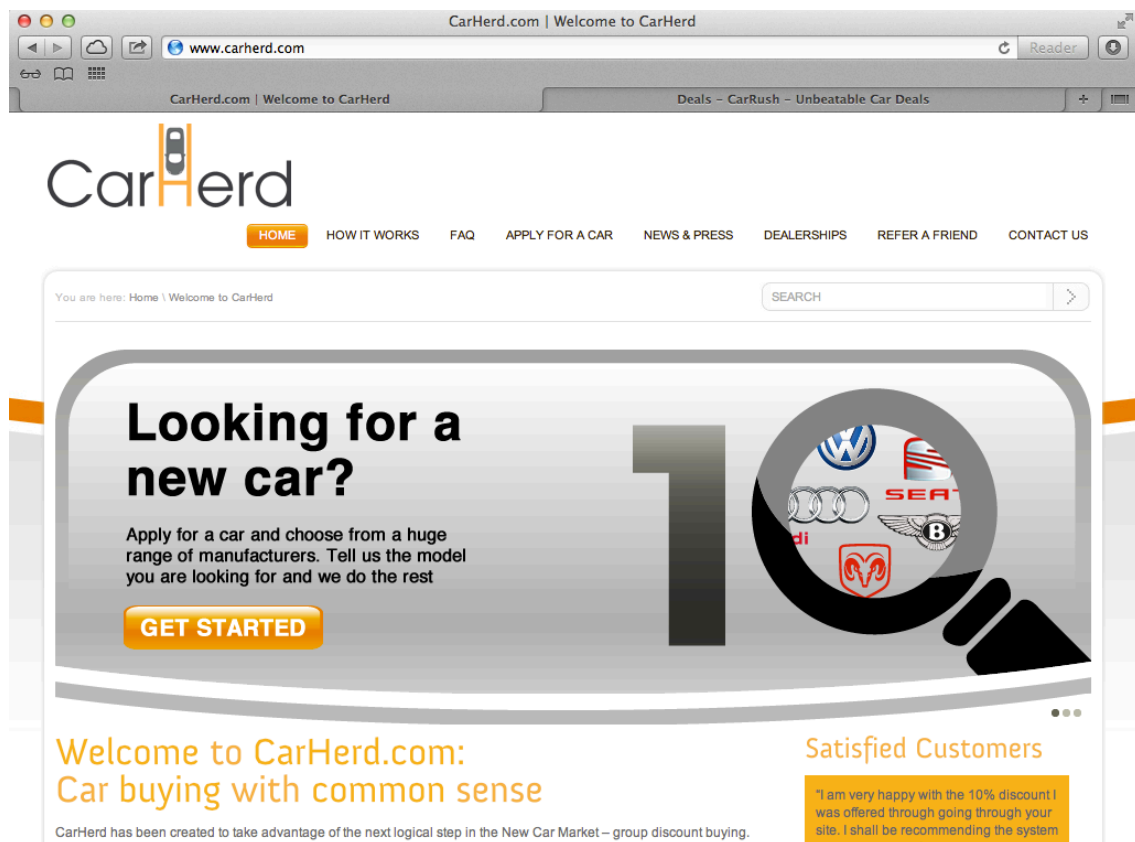 CarHerd.com | Welcome to CarHerd
www.carherd.com
Reader
CarHerd.com | Welcome to CarHerd
Deals – CarRush – Unbeatable Car Deals
CarHerd
HOME
HOW IT WORKS
FAQ
APPLY FOR A CAR
NEWS & PRESS
DEALERSHIPS
REFER A FRIEND
CONTACT US
You are here: Home \ Welcome to CarHerd
SEARCH
Looking for a
new car?
Apply for a car and choose from a huge
range of manufacturers. Tell us the model
you are looking for and we do the rest
GET STARTED
1
SEAT
di
B
Welcome to CarHerd.com:
Car buying with common sense
CarHerd has been created to take advantage of the next logical step in the New Car Market – group discount buying.
Satisfied Customers
"I am very happy with the 10% discount I
was offered through going through your
site. I shall be recommending the system